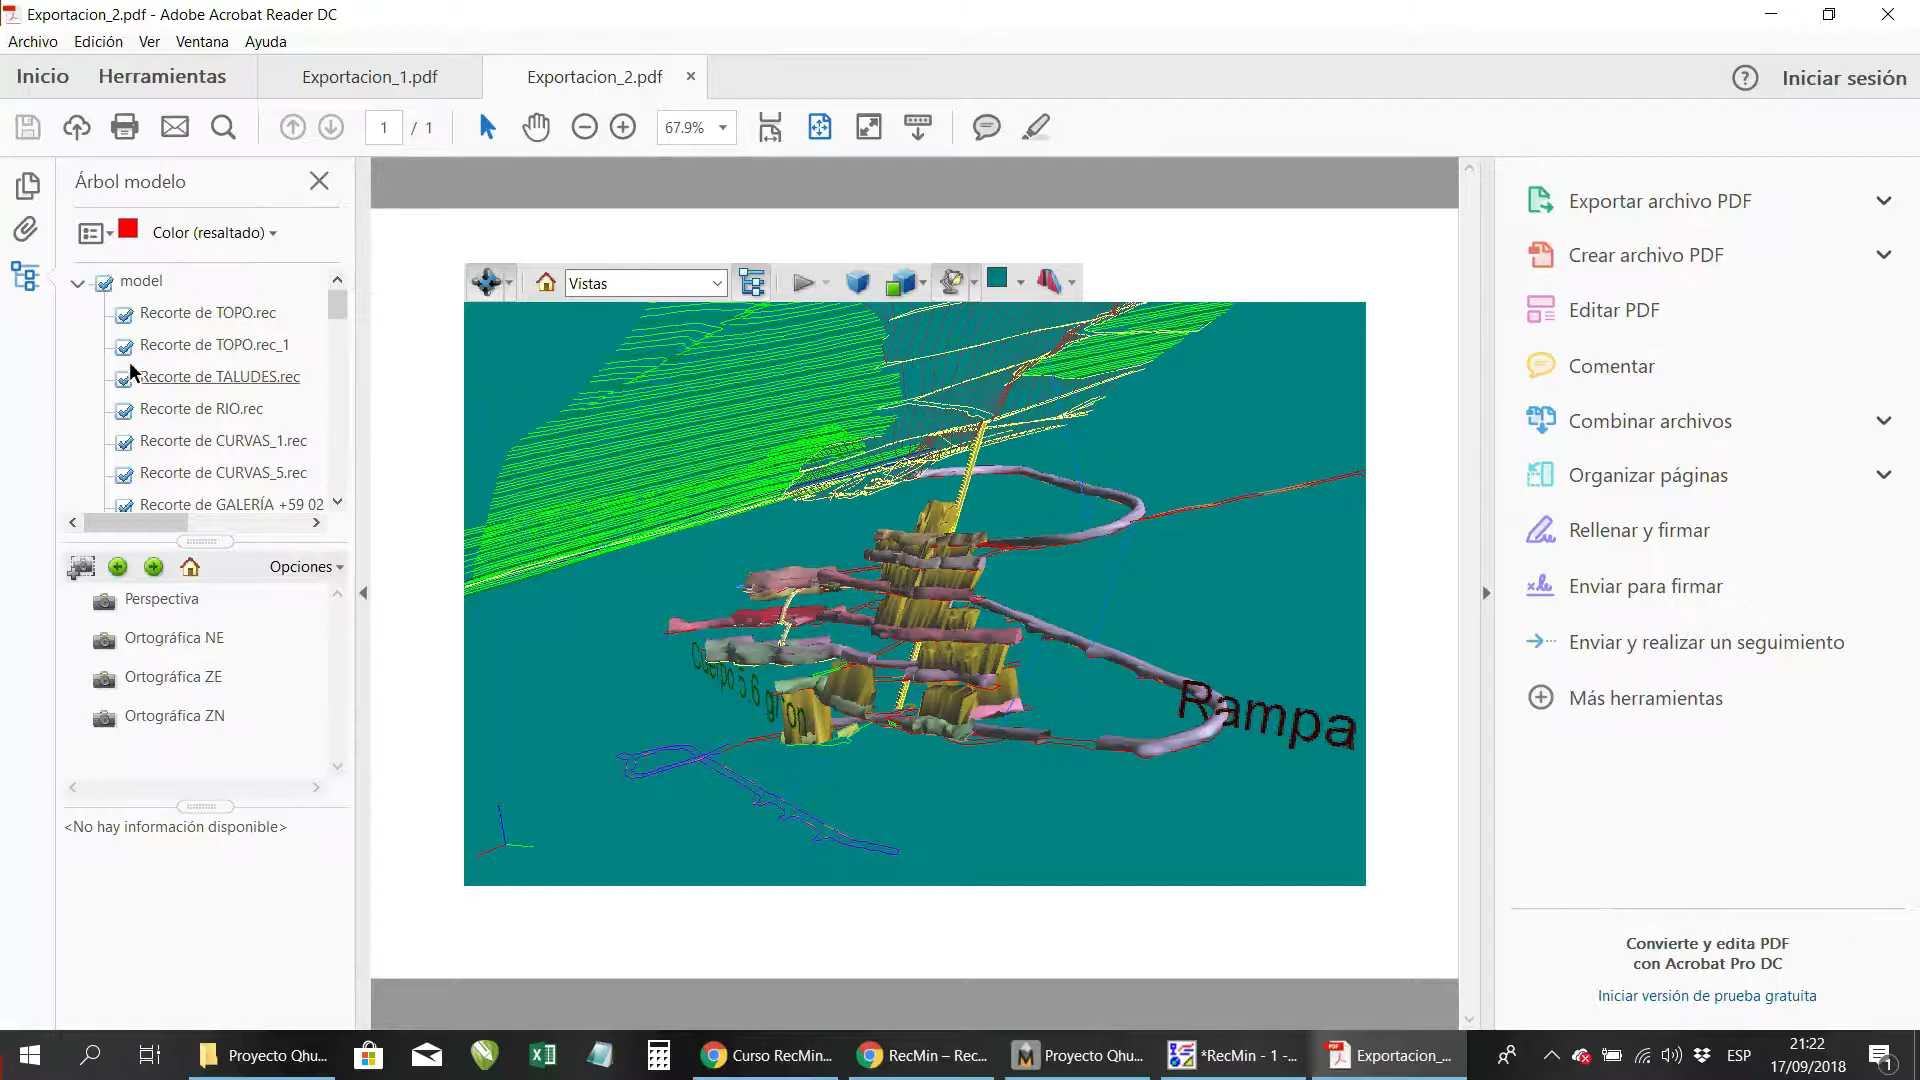 Exportacion_2.pdf - Adobe Acrobat Reader DC
Archivo Edición Ver Ventana Ayuda
Inicio Herramientas Exportacion_1.pdf Exportacion_2.pdf Iniciar sesión
1 / 1 67.9%
Árbol modelo
Color (resaltado)
model
Recorte de TOPO.rec
Recorte de TOPO.rec_1
Recorte de TALUDES.rec
Recorte de RIO.rec
Recorte de CURVAS_1.rec
Recorte de CURVAS_5.rec
Recorte de GALERÍA +59 02
Opciones
Perspectiva
Ortográfica NE
Ortográfica ZE
Ortográfica ZN
<No hay información disponible>
Vistas
Rampa
Exportar archivo PDF
Crear archivo PDF
Editar PDF
Comentar
Combinar archivos
Organizar páginas
Rellenar y firmar
Enviar para firmar
Enviar y realizar un seguimiento
Más herramientas
Convierte y edita PDF
con Acrobat Pro DC
Iniciar versión de prueba gratuita
Proyecto Qhu... Curso RecMin... RecMin – Rec... Proyecto Qhu... *RecMin - 1 -... Exportacion_... ESP
21:22
17/09/2018
1